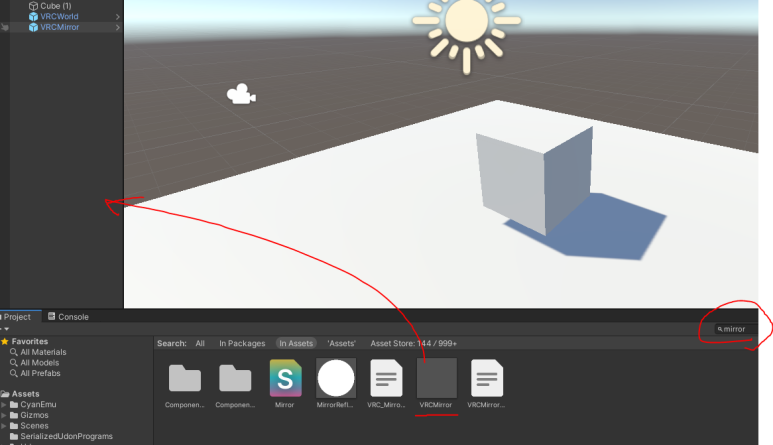 Cube (1)
VRCWorld
VRCMirror
Project
Console
mirror
Favorites
All Materials
All Models
All Prefabs
Search:
All
In Packages
In Assets
'Assets'
Asset Store: 144 / 999+
Assets
CyanEmu
Gizmos
Scenes
SerializedUdonPrograms
S
Componen...
Componen...
Mirror
MirrorRefl...
VRC_Mirro...
VRCMirror
VRCMirror...